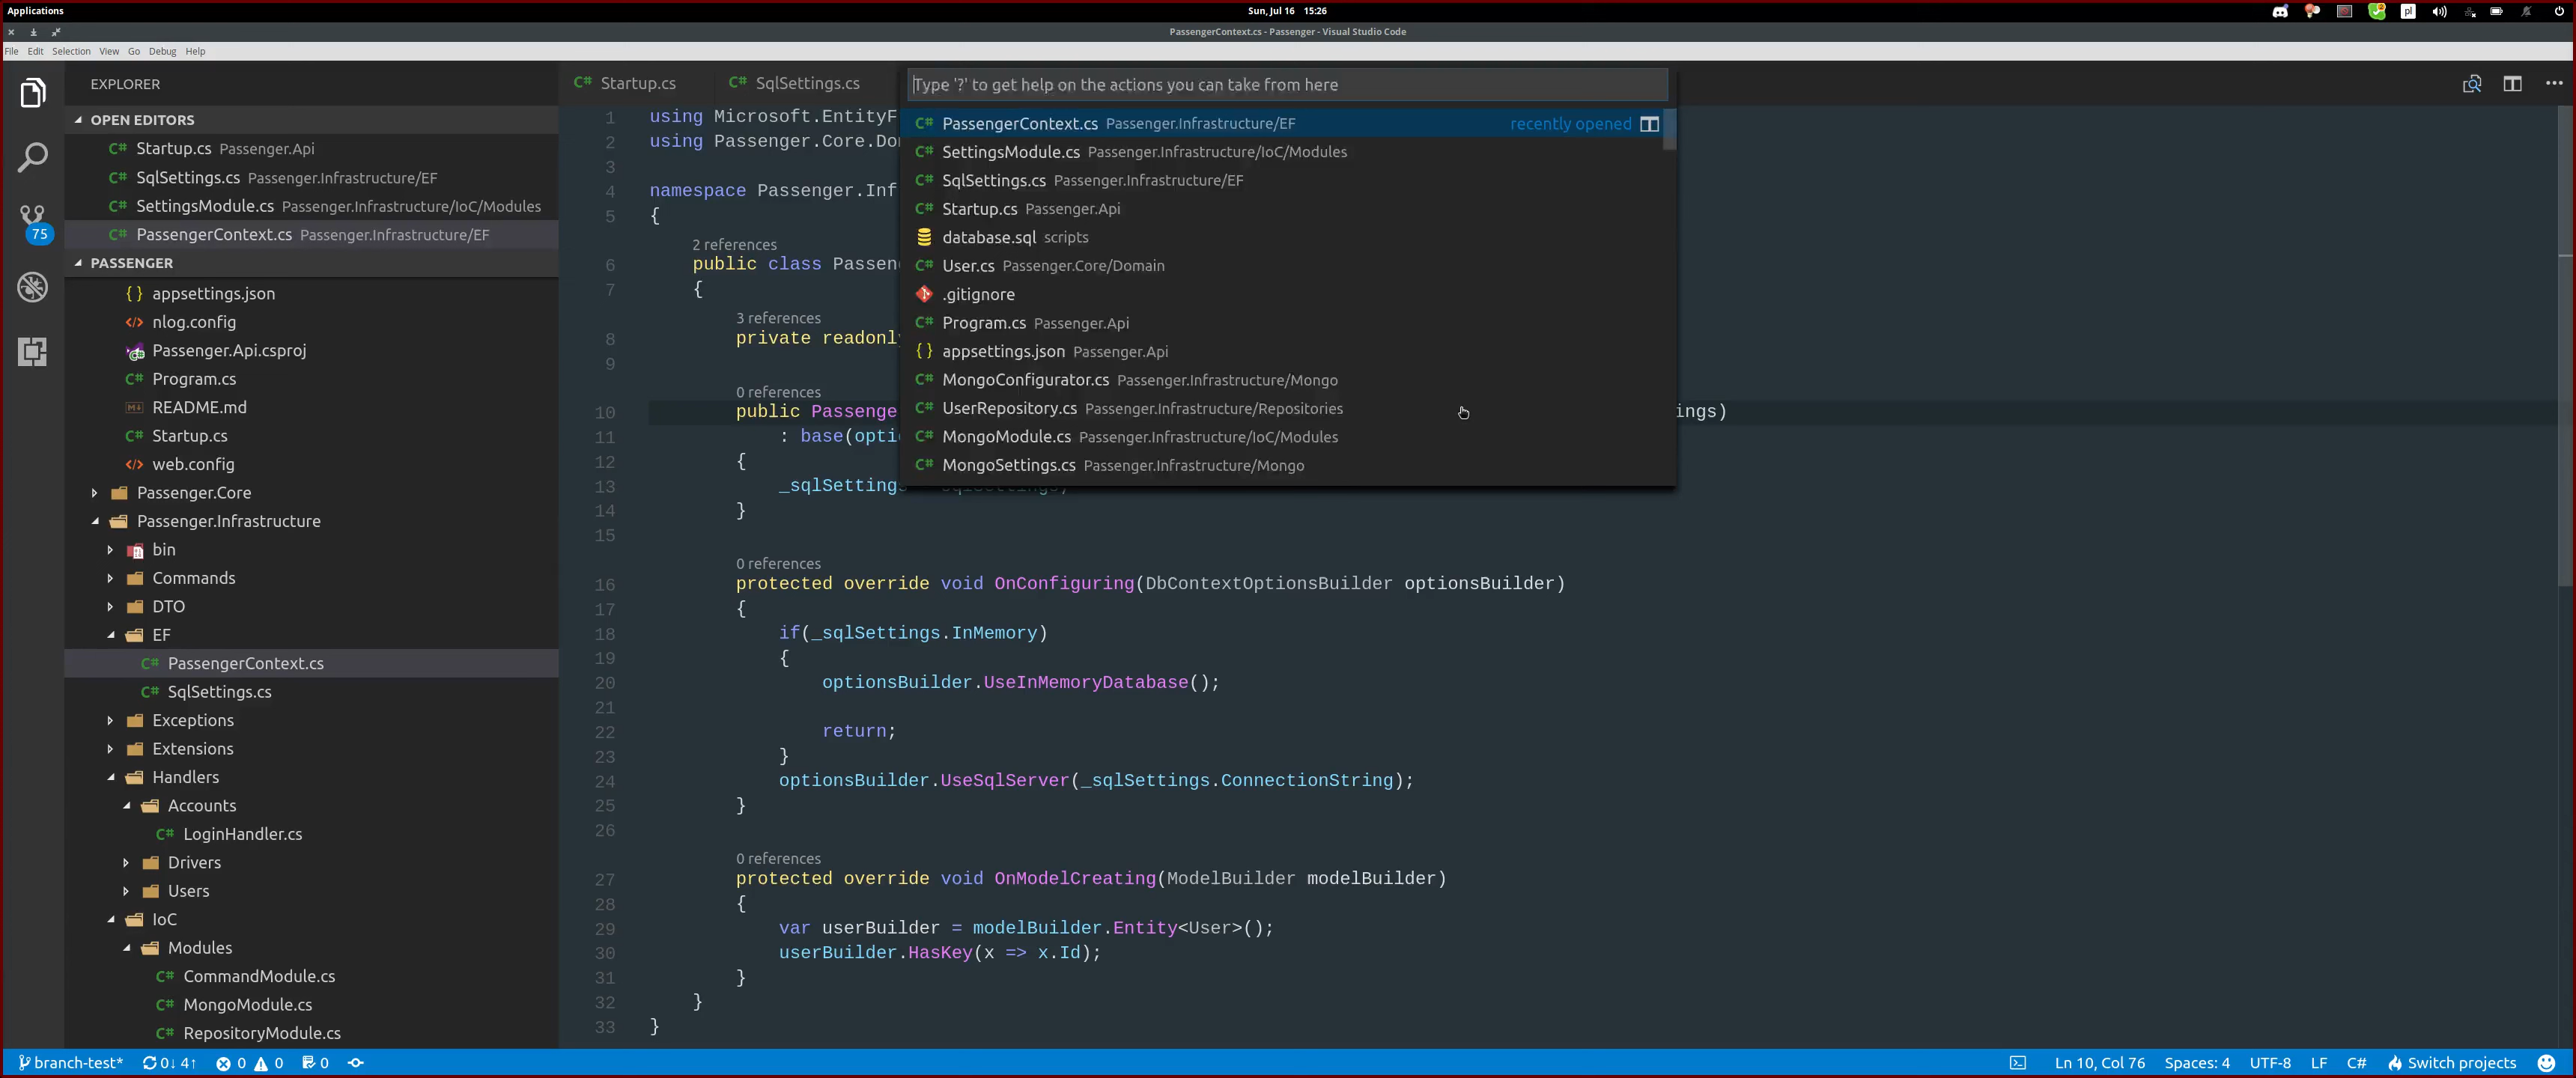 Applications
Sun, Jul 16 15:26
pl
PassengerContext.cs - Passenger - Visual Studio Code
File Edit Selection View Go Debug Help
EXPLORER
OPEN EDITORS
Startup.cs Passenger.Api
SqlSettings.cs Passenger.Infrastructure/EF
SettingsModule.cs Passenger.Infrastructure/IoC/Modules
PassengerContext.cs Passenger.Infrastructure/EF
75
PASSENGER
appsettings.json
nlog.config
Passenger.Api.csproj
Program.cs
README.md
Startup.cs
web.config
Passenger.Core
Passenger.Infrastructure
bin
Commands
DTO
EF
PassengerContext.cs
SqlSettings.cs
Exceptions
Extensions
Handlers
Accounts
LoginHandler.cs
Drivers
Users
IoC
Modules
CommandModule.cs
MongoModule.cs
RepositoryModule.cs
Startup.cs SqlSettings.cs
Type '?' to get help on the actions you can take from here
PassengerContext.cs Passenger.Infrastructure/EF recently opened
SettingsModule.cs Passenger.Infrastructure/IoC/Modules
SqlSettings.cs Passenger.Infrastructure/EF
Startup.cs Passenger.Api
database.sql scripts
User.cs Passenger.Core/Domain
.gitignore
Program.cs Passenger.Api
appsettings.json Passenger.Api
MongoConfigurator.cs Passenger.Infrastructure/Mongo
UserRepository.cs Passenger.Infrastructure/Repositories
MongoModule.cs Passenger.Infrastructure/IoC/Modules
MongoSettings.cs Passenger.Infrastructure/Mongo
1 using Microsoft.EntityF
2 using Passenger.Core.Do
3
4 namespace Passenger.Inf
5 {
2 references
6 public class Passen
7 {
3 references
8 private readonly
9
0 references
10 public Passenge ings)
11 : base(opti
12 {
13 _sqlSettings
14 }
15
0 references
16 protected override void OnConfiguring(DbContextOptionsBuilder optionsBuilder)
17 {
18 if(_sqlSettings.InMemory)
19 {
20 optionsBuilder.UseInMemoryDatabase();
21
22 return;
23 }
24 optionsBuilder.UseSqlServer(_sqlSettings.ConnectionString);
25 }
26
0 references
27 protected override void OnModelCreating(ModelBuilder modelBuilder)
28 {
29 var userBuilder = modelBuilder.Entity<User>();
30 userBuilder.HasKey(x => x.Id);
31 }
32 }
33 }
branch-test* 0↓ 4↑ 0 0 0 Ln 10, Col 76 Spaces: 4 UTF-8 LF C# Switch projects